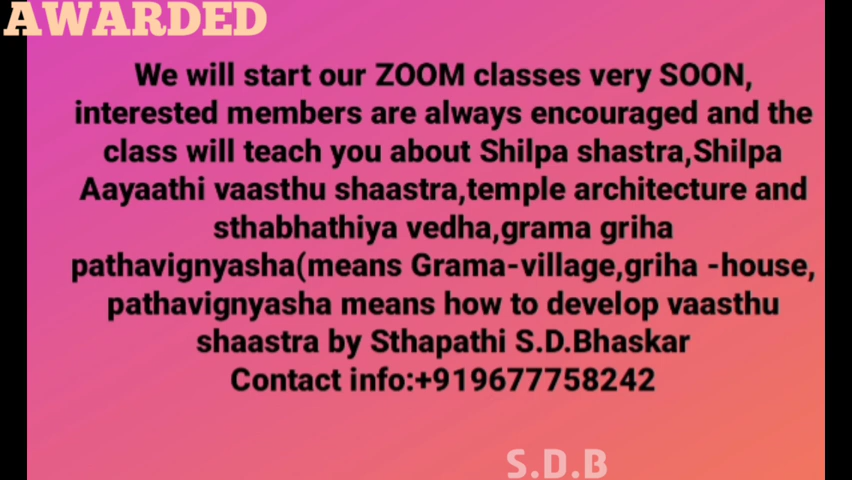 AWARDED
We will start our ZOOM classes very SOON,
interested members are always encouraged and the
class will teach you about Shilpa shastra,Shilpa
Aayaathi vaasthu shaastra,temple architecture and
sthabhathiya vedha,grama griha
pathavignyasha(means Grama-village,griha -house,
pathavignyasha means how to develop vaasthu
shaastra by Sthapathi S.D.Bhaskar
Contact info:+919677758242
S.D.B